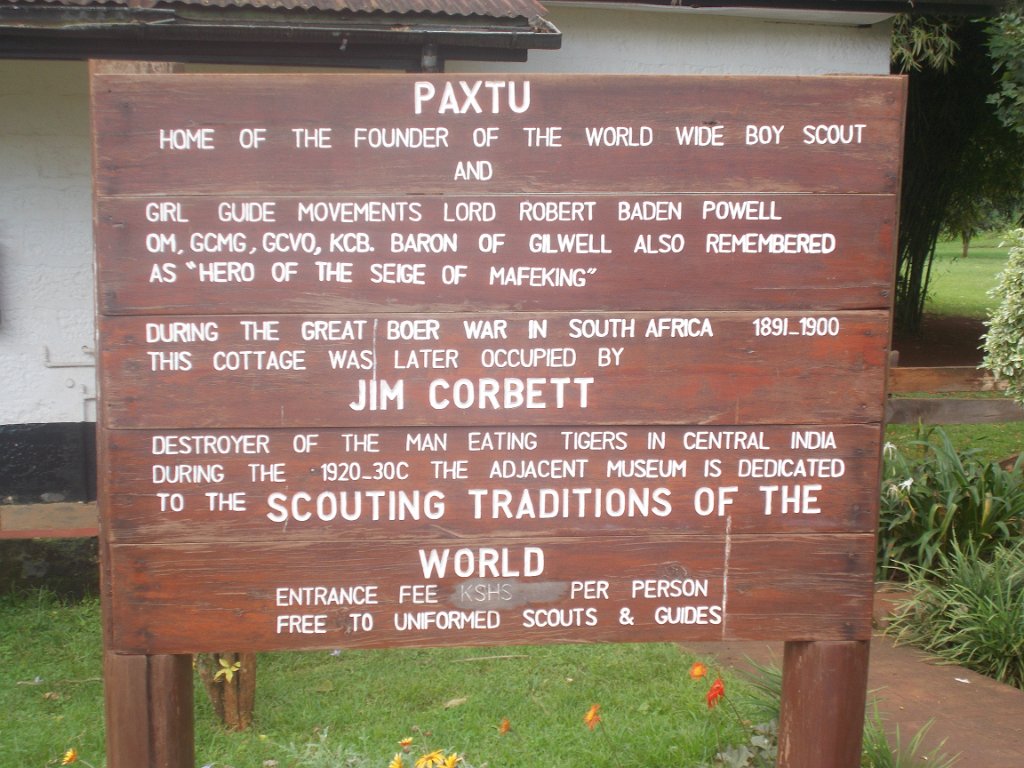 PAXTU
HOME OF THE FOUNDER OF THE WORLD WIDE BOY SCOUT
AND
GIRL GUIDE MOVEMENTS LORD ROBERT BADEN POWELL
OM, GCMG, GCVO, KCB. BARON OF GILWELL ALSO REMEMBERED
AS "HERO OF THE SEIGE OF MAFEKING"
DURING THE GREAT BOER WAR IN SOUTH AFRICA 1891-1900
THIS COTTAGE WAS LATER OCCUPIED BY
JIM CORBETT
DESTROYER OF THE MAN EATING TIGERS IN CENTRAL INDIA
DURING THE 1920-30C THE ADJACENT MUSEUM IS DEDICATED
TO THE SCOUTING TRADITIONS OF THE
WORLD
ENTRANCE FEE KSHS PER PERSON
FREE TO UNIFORMED SCOUTS & GUIDES